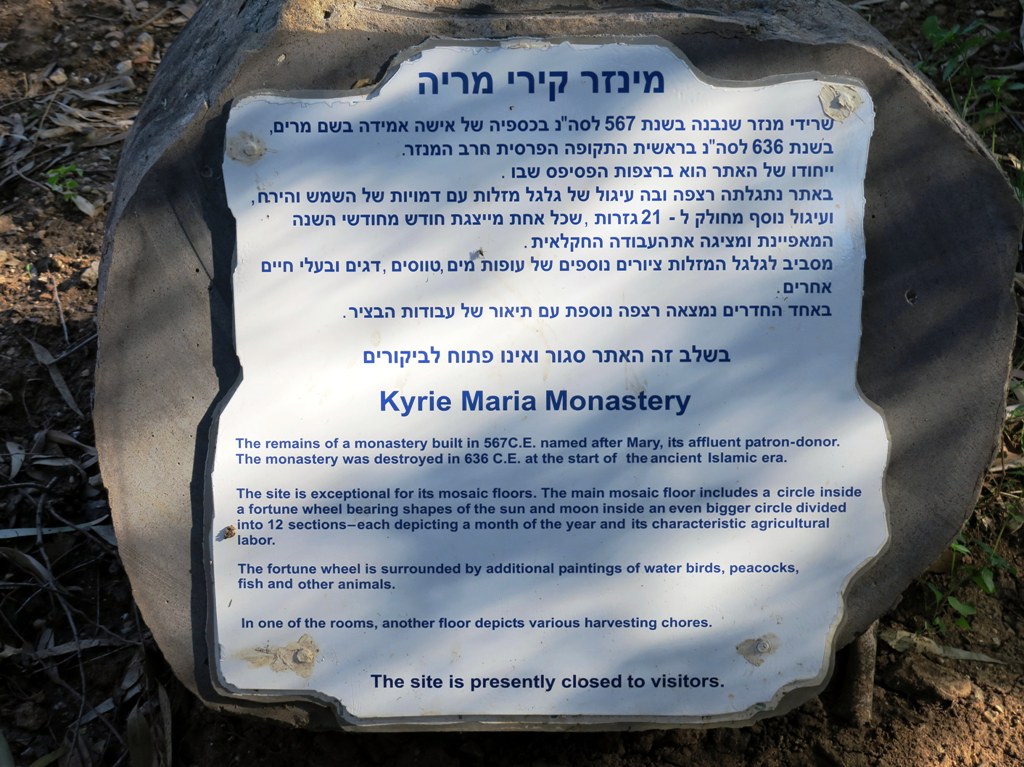 מינזר קירי מריה
שרידי מנזר שנבנה בשנת 567 לסה"נ בכספיה של אישה אמידה בשם מרים,
בשנת 636 לסה"נ בראשית התקופה הפרסית חרב המנזר.
ייחודו של האתר הוא ברצפות הפסיפס שבו .
באתר נתגלתה רצפה ובה עיגול של גלגל מזלות עם דמויות של השמש והירח,
ועיגול נוסף מחולק ל - 21 גזרות ,שכל אחת מייצגת חודש מחודשי השנה
המאפיינת ומציגה את העבודה החקלאית .
מסביב לגלגל המזלות ציורים נוספים של עופות מים,טווסים ,דגים ובעלי חיים
אחרים.
באחד החדרים נמצאה רצפה נוספת עם תיאור של עבודות הבציר.
בשלב זה האתר סגור ואינו פתוח לביקורים
Kyrie Maria Monastery
The remains of a monastery built in 567C.E. named after Mary, its affluent patron-donor.
The monastery was destroyed in 636 C.E. at the start of the ancient Islamic era.
The site is exceptional for its mosaic floors. The main mosaic floor includes a circle inside
a fortune wheel bearing shapes of the sun and moon inside an even bigger circle divided
into 12 sections–each depicting a month of the year and its characteristic agricultural
labor.
The fortune wheel is surrounded by additional paintings of water birds, peacocks,
fish and other animals.
In one of the rooms, another floor depicts various harvesting chores.
The site is presently closed to visitors.